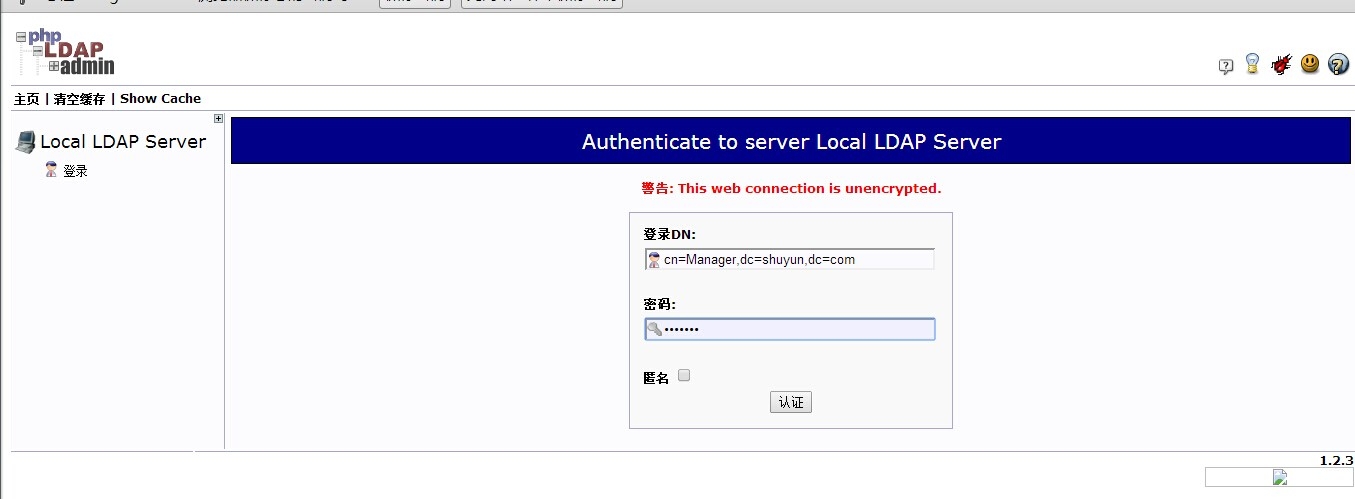 php
LDAP
admin
主页 | 清空缓存 | Show Cache
Local LDAP Server
登录
Authenticate to server Local LDAP Server
警告: This web connection is unencrypted.
登录DN:
cn=Manager,dc=shuyun,dc=com
密码:
•••••••
匿名
认证
1.2.3